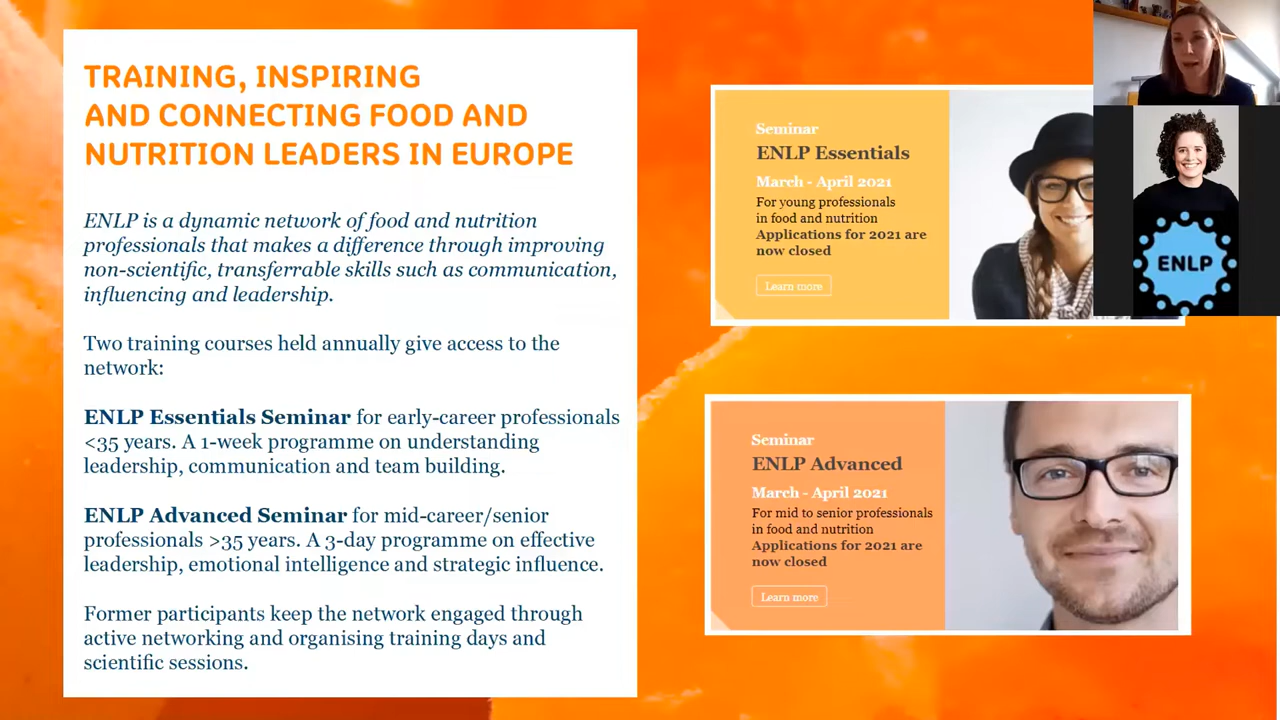 TRAINING, INSPIRING
AND CONNECTING FOOD AND
NUTRITION LEADERS IN EUROPE
ENLP is a dynamic network of food and nutrition
professionals that makes a difference through improving
non-scientific, transferrable skills such as communication,
influencing and leadership.
Two training courses held annually give access to the
network:
ENLP Essentials Seminar for early-career professionals
<35 years. A 1-week programme on understanding
leadership, communication and team building.
ENLP Advanced Seminar for mid-career/senior
professionals >35 years. A 3-day programme on effective
leadership, emotional intelligence and strategic influence.
Former participants keep the network engaged through
active networking and organising training days and
scientific sessions.
Seminar
ENLP Essentials
March - April 2021
For young professionals
in food and nutrition
Applications for 2021 are
now closed
Learn more
Seminar
ENLP Advanced
March - April 2021
For mid to senior professionals
in food and nutrition
Applications for 2021 are
now closed
Learn more
ENLP